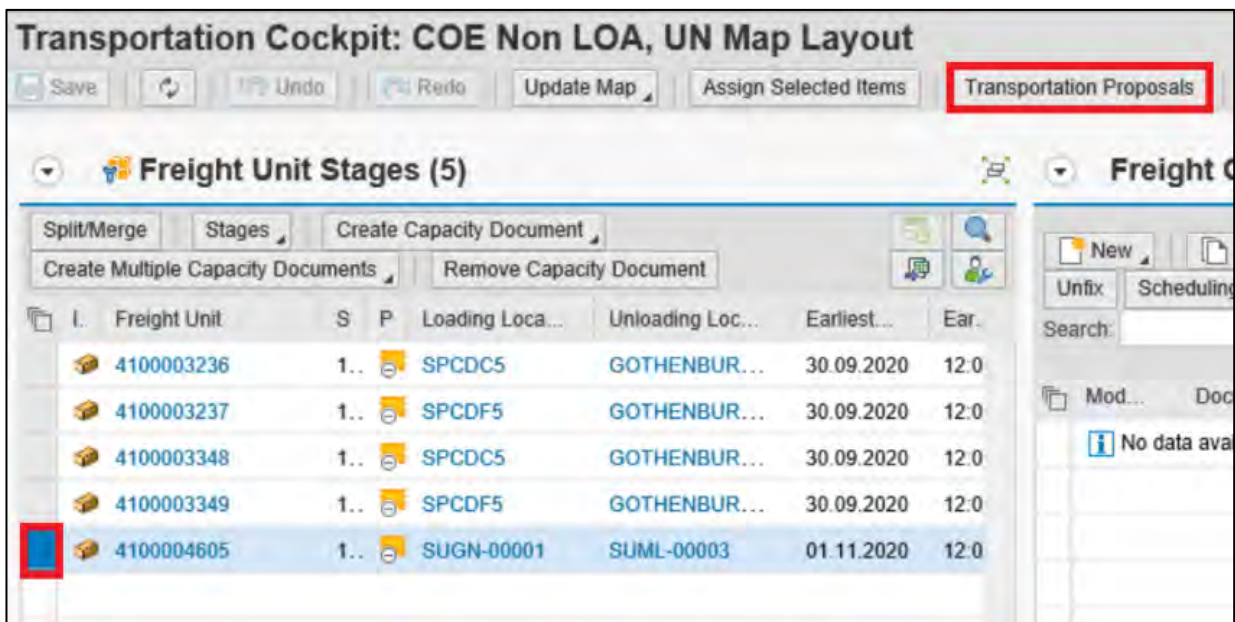 Transportation Cockpit: COE Non LOA, UN Map Layout
Save Undo Redo Update Map Assign Selected Items Transportation Proposals
Freight Unit Stages (5)
Split/Merge Stages Create Capacity Document
Create Multiple Capacity Documents Remove Capacity Document
I. Freight Unit S P Loading Loca... Unloading Loc... Earliest... Ear.
4100003236 1.. SPCDC5 GOTHENBUR... 30.09.2020 12:0
4100003237 1.. SPCDF5 GOTHENBUR... 30.09.2020 12:0
4100003348 1.. SPCDC5 GOTHENBUR... 30.09.2020 12:0
4100003349 1.. SPCDF5 GOTHENBUR... 30.09.2020 12:0
4100004605 1.. SUGN-00001 SUML-00003 01.11.2020 12:0
Freight
New
Unfix Scheduling
Search:
Mod... Doc
No data avai